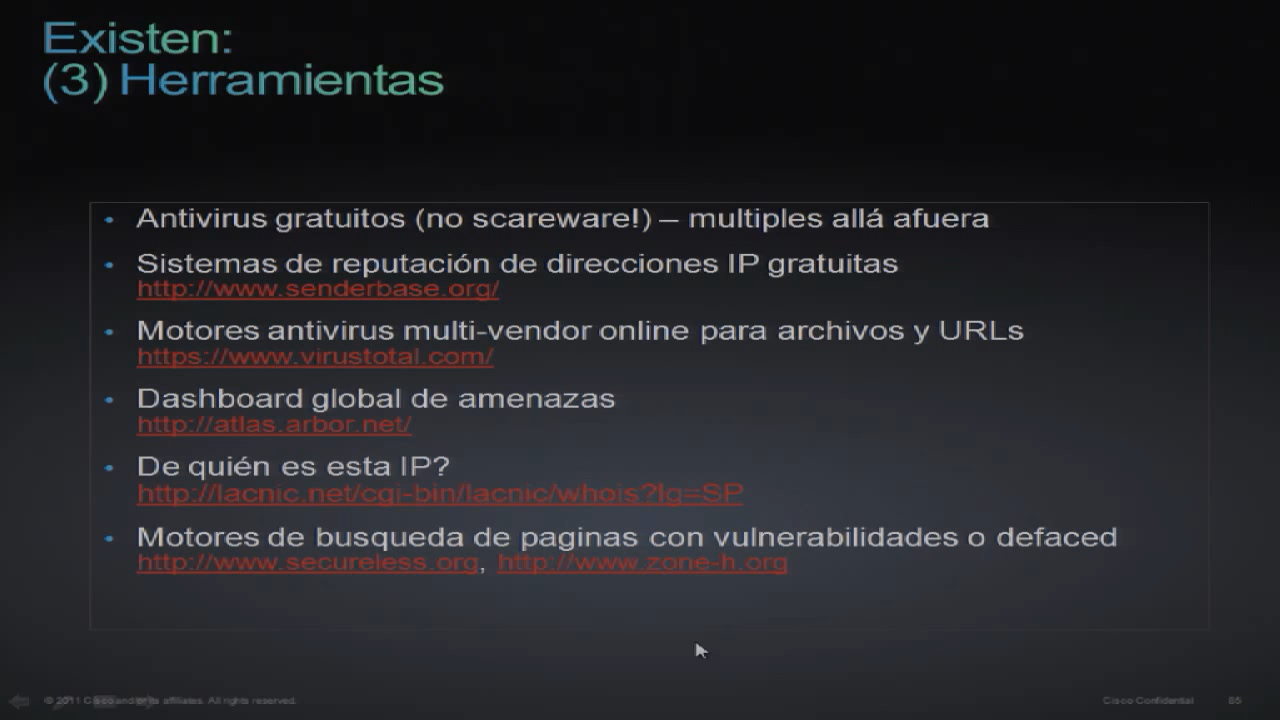 Existen:
(3) Herramientas
• Antivirus gratuitos (no scareware!) – multiples allá afuera
• Sistemas de reputación de direcciones IP gratuitas
http://www.senderbase.org/
• Motores antivirus multi-vendor online para archivos y URLs
https://www.virustotal.com/
• Dashboard global de amenazas
http://atlas.arbor.net/
• De quién es esta IP?
http://lacnic.net/cgi-bin/lacnic/whois?lg=SP
• Motores de busqueda de paginas con vulnerabilidades o defaced
http://www.secureless.org, http://www.zone-h.org
© 2011 Cisco and/or its affiliates. All rights reserved.
Cisco Confidential
65